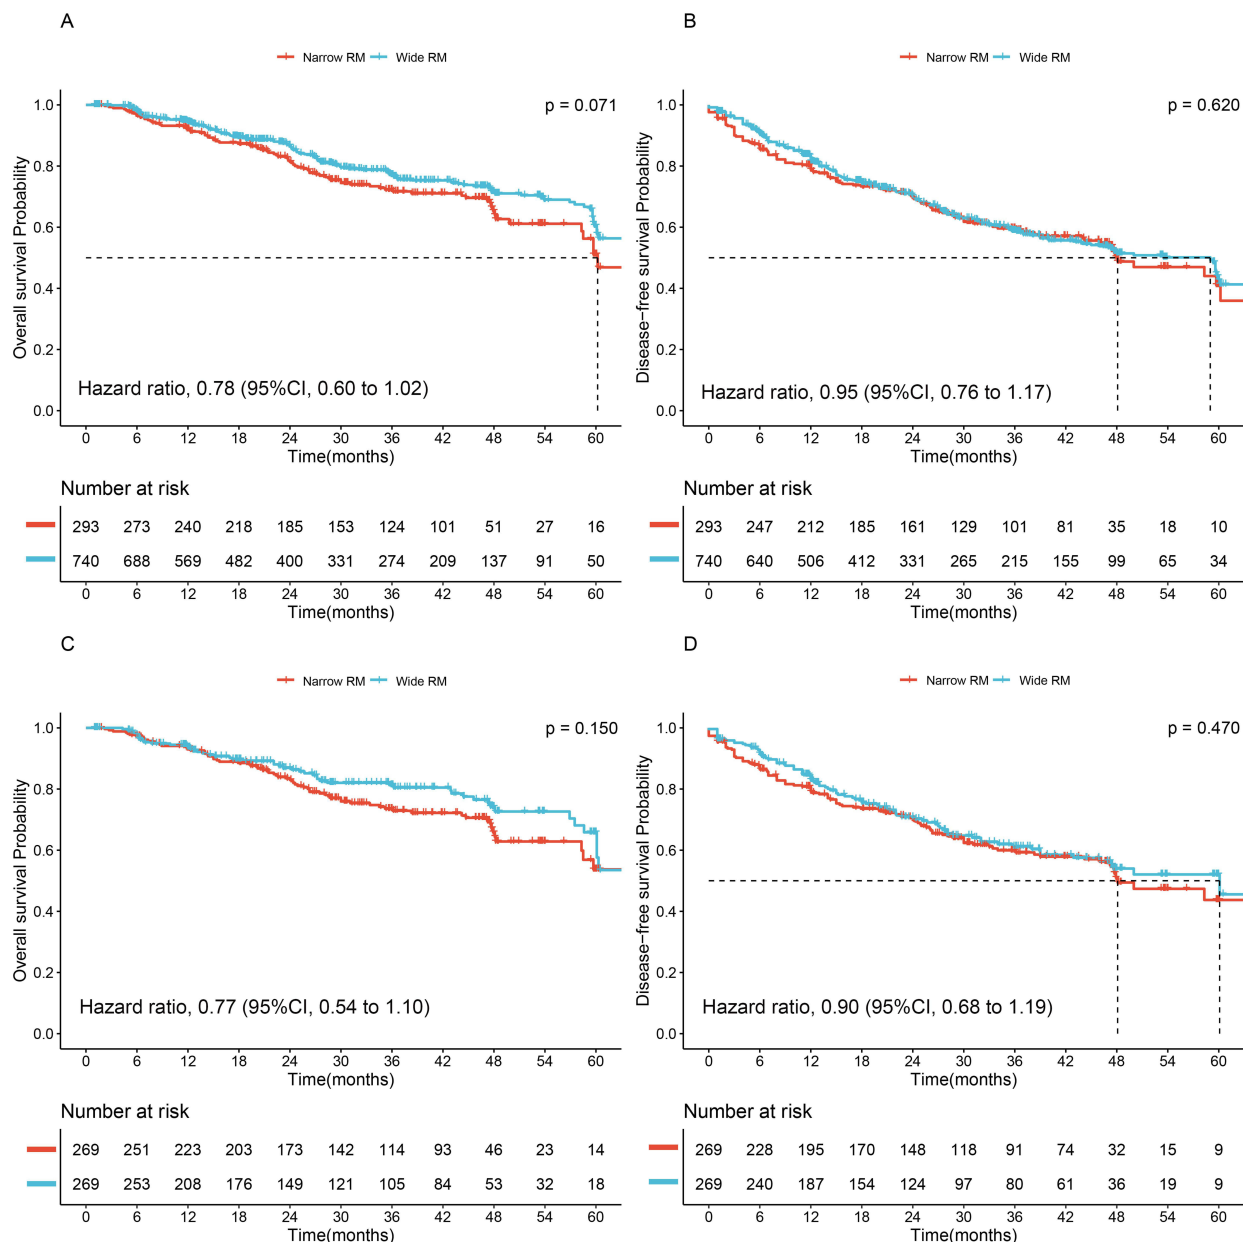 A
Narrow RM Wide RM
p = 0.071
Overall survival Probability
1.0
0.8
0.6
0.4
0.2
0.0
Hazard ratio, 0.78 (95%CI, 0.60 to 1.02)
0 6 12 18 24 30 36 42 48 54 60
Time(months)
Number at risk
293 273 240 218 185 153 124 101 51 27 16
740 688 569 482 400 331 274 209 137 91 50
0 6 12 18 24 30 36 42 48 54 60
Time(months)
B
Narrow RM Wide RM
p = 0.620
Disease−free survival Probability
1.0
0.8
0.6
0.4
0.2
0.0
Hazard ratio, 0.95 (95%CI, 0.76 to 1.17)
0 6 12 18 24 30 36 42 48 54 60
Time(months)
Number at risk
293 247 212 185 161 129 101 81 35 18 10
740 640 506 412 331 265 215 155 99 65 34
0 6 12 18 24 30 36 42 48 54 60
Time(months)
C
Narrow RM Wide RM
p = 0.150
Overall survival Probability
1.0
0.8
0.6
0.4
0.2
0.0
Hazard ratio, 0.77 (95%CI, 0.54 to 1.10)
0 6 12 18 24 30 36 42 48 54 60
Time(months)
Number at risk
269 251 223 203 173 142 114 93 46 23 14
269 253 208 176 149 121 105 84 53 32 18
0 6 12 18 24 30 36 42 48 54 60
Time(months)
D
Narrow RM Wide RM
p = 0.470
Disease−free survival Probability
1.0
0.8
0.6
0.4
0.2
0.0
Hazard ratio, 0.90 (95%CI, 0.68 to 1.19)
0 6 12 18 24 30 36 42 48 54 60
Time(months)
Number at risk
269 228 195 170 148 118 91 74 32 15 9
269 240 187 154 124 97 80 61 36 19 9
0 6 12 18 24 30 36 42 48 54 60
Time(months)